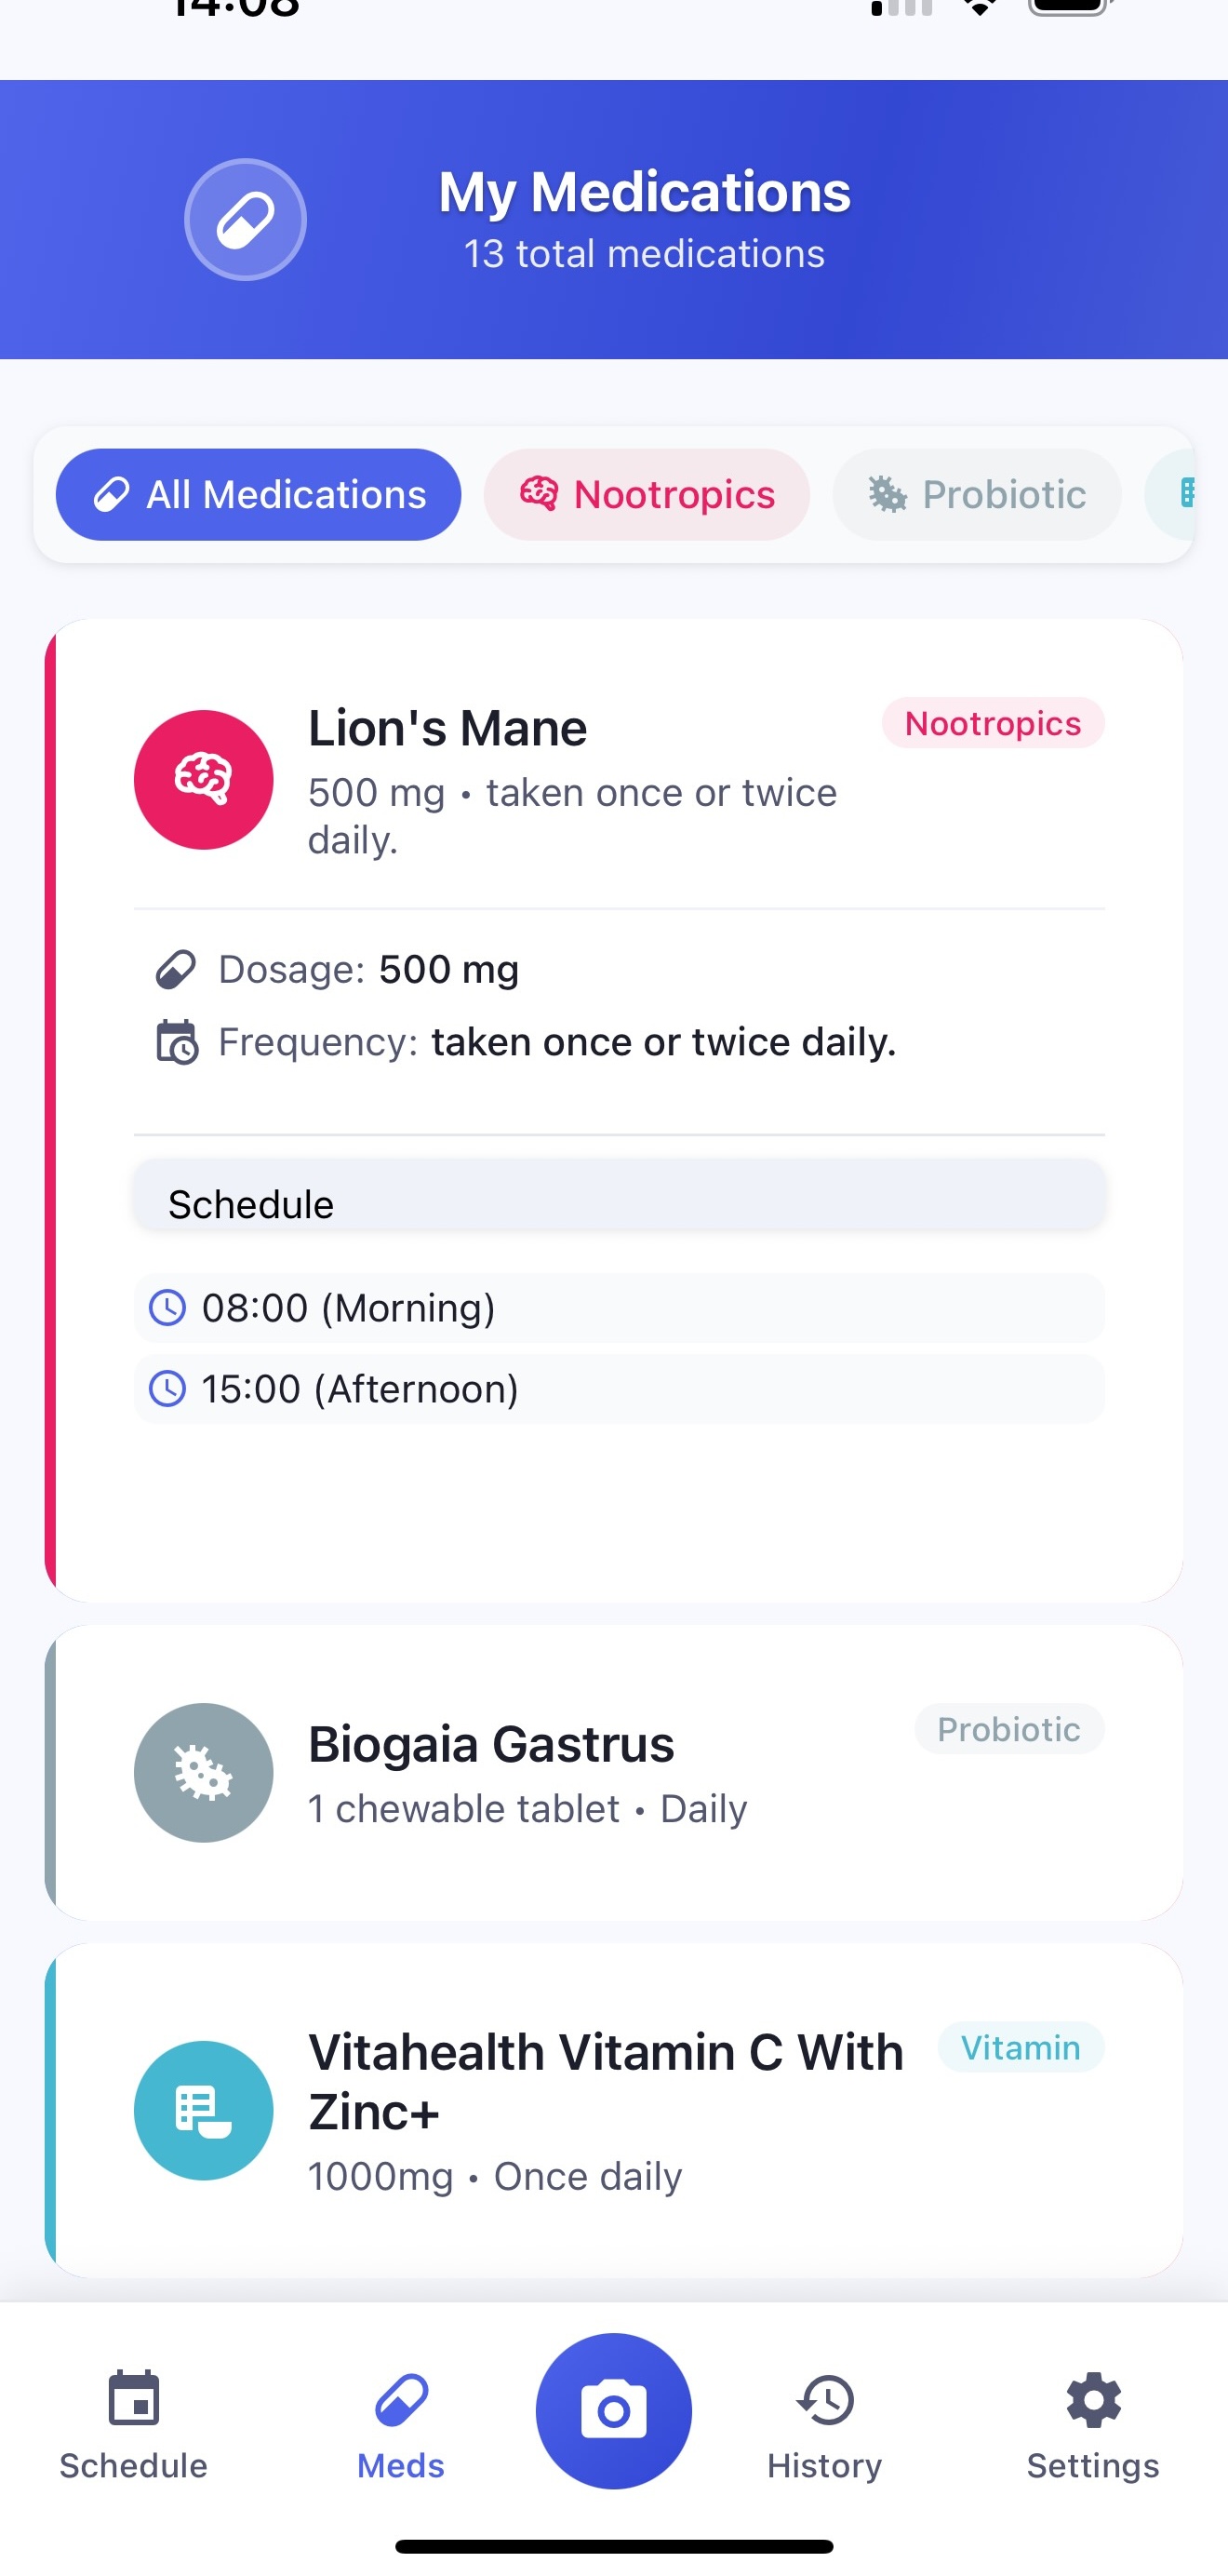 14:08
My Medications
13 total medications
All Medications
Nootropics
Probiotic
Lion's Mane
Nootropics
500 mg • taken once or twice
daily.
Dosage: 500 mg
Frequency: taken once or twice daily.
Schedule
08:00 (Morning)
15:00 (Afternoon)
Biogaia Gastrus
Probiotic
1 chewable tablet • Daily
Vitahealth Vitamin C With
Zinc+
Vitamin
1000mg • Once daily
Schedule
Meds
History
Settings